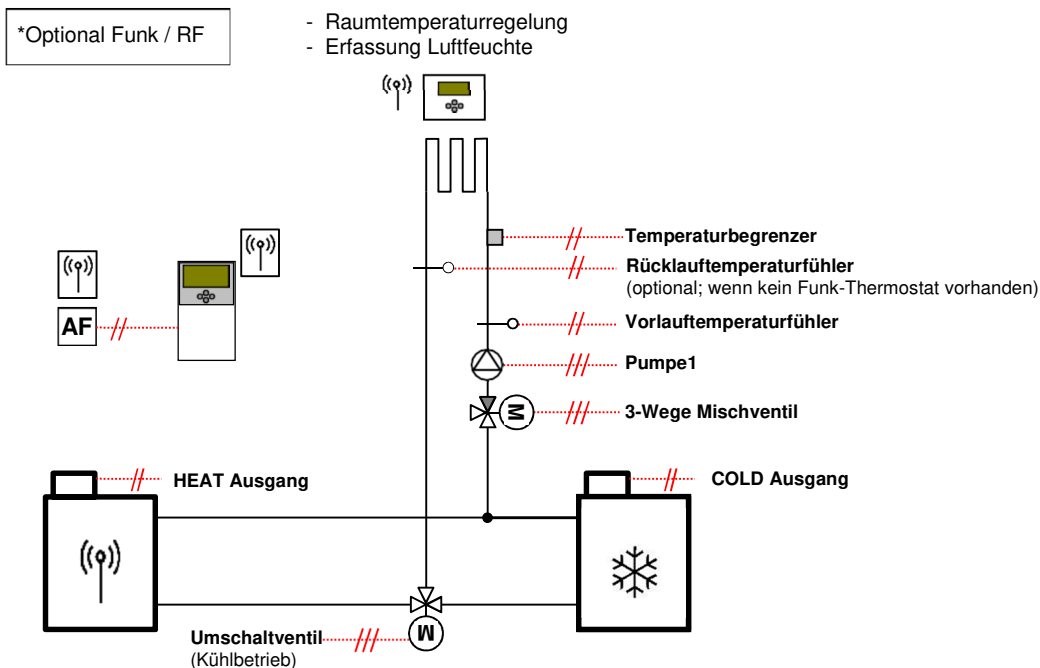 *Optional Funk / RF
- Raumtemperaturregelung
- Erfassung Luftfeuchte
Temperaturbegrenzer
Rücklauftemperaturfühler
(optional; wenn kein Funk-Thermostat vorhanden)
AF
Vorlauftemperaturfühler
Pumpe1
M
3-Wege Mischventil
HEAT Ausgang
COLD Ausgang
Umschaltventil
M
(Kühlbetrieb)